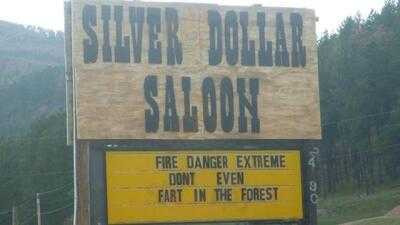 SILVER DOLLAR
SALOON
FIRE DANGER EXTREME
DONT EVEN
FART IN THE FOREST